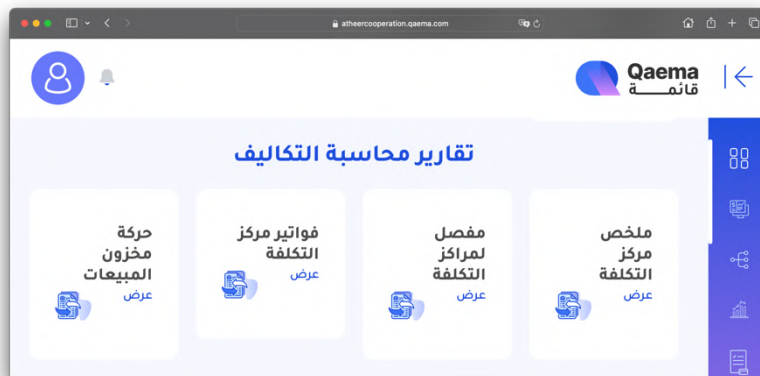 atheercooperation.qaema.com
Qaema
قائمـــــة
تقارير محاسبة التكاليف
ملخص
مركز
التكلفة
عرض
مفصل
لمراكز
التكلفة
عرض
فواتير مركز
التكلفة
عرض
حركة
مخزون
المبيعات
عرض